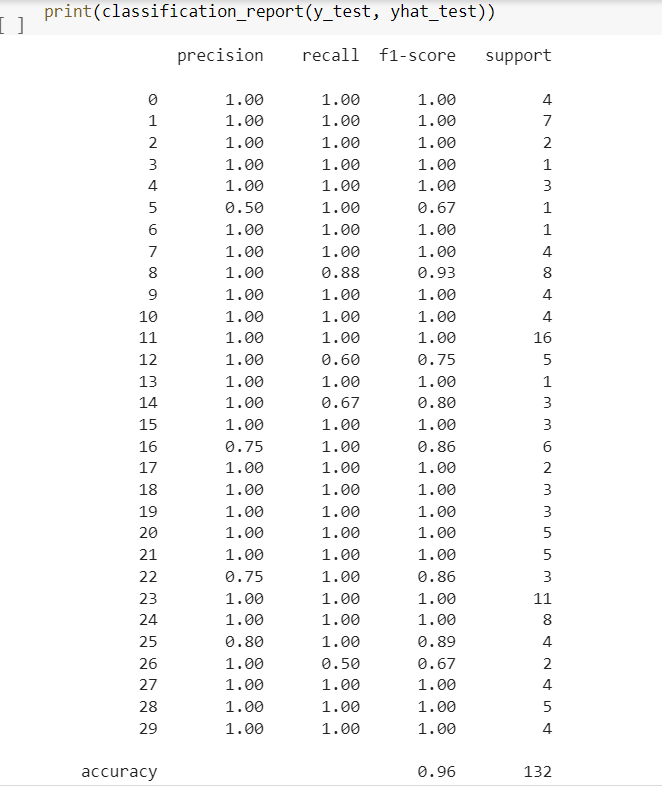 print(classification_report(y_test, yhat_test))
[ ]
precision recall f1-score support
0 1.00 1.00 1.00 4
1 1.00 1.00 1.00 7
2 1.00 1.00 1.00 2
3 1.00 1.00 1.00 1
4 1.00 1.00 1.00 3
5 0.50 1.00 0.67 1
6 1.00 1.00 1.00 1
7 1.00 1.00 1.00 4
8 1.00 0.88 0.93 8
9 1.00 1.00 1.00 4
10 1.00 1.00 1.00 4
11 1.00 1.00 1.00 16
12 1.00 0.60 0.75 5
13 1.00 1.00 1.00 1
14 1.00 0.67 0.80 3
15 1.00 1.00 1.00 3
16 0.75 1.00 0.86 6
17 1.00 1.00 1.00 2
18 1.00 1.00 1.00 3
19 1.00 1.00 1.00 3
20 1.00 1.00 1.00 5
21 1.00 1.00 1.00 5
22 0.75 1.00 0.86 3
23 1.00 1.00 1.00 11
24 1.00 1.00 1.00 8
25 0.80 1.00 0.89 4
26 1.00 0.50 0.67 2
27 1.00 1.00 1.00 4
28 1.00 1.00 1.00 5
29 1.00 1.00 1.00 4
accuracy 0.96 132